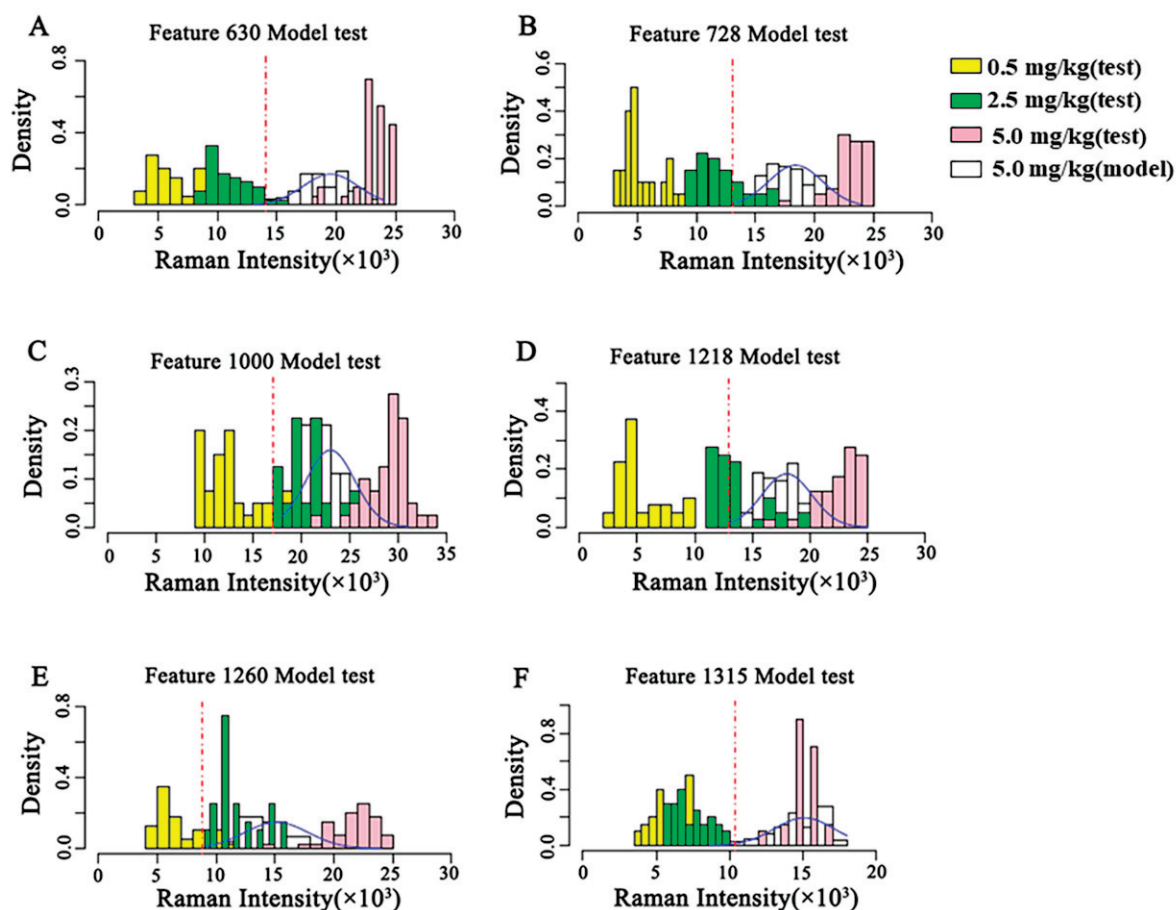 A
Feature 630 Model test
0.8
0.4
0.0
Density
0 5 10 15 20 25 30
Raman Intensity(×10³)
B
Feature 728 Model test
0.6
0.4
0.2
0.0
Density
0 5 10 15 20 25 30
Raman Intensity(×10³)
0.5 mg/kg(test)
2.5 mg/kg(test)
5.0 mg/kg(test)
5.0 mg/kg(model)
C
Feature 1000 Model test
0.3
0.2
0.1
0.0
Density
0 5 10 15 20 25 30 35
Raman Intensity(×10³)
D
Feature 1218 Model test
0.4
0.2
0.0
Density
0 5 10 15 20 25 30
Raman Intensity(×10³)
E
Feature 1260 Model test
0.8
0.4
0.0
Density
0 5 10 15 20 25 30
Raman Intensity(×10³)
F
Feature 1315 Model test
0.8
0.4
0.0
Density
0 5 10 15 20
Raman Intensity(×10³)